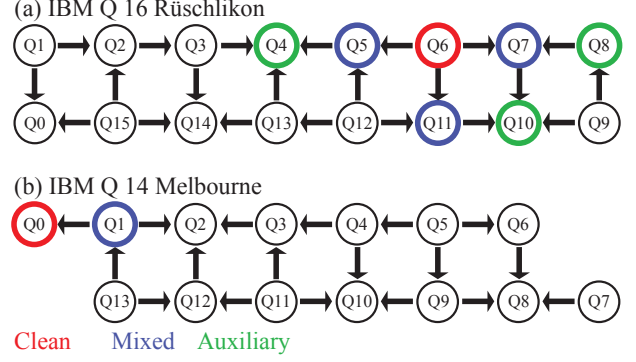 (a) IBM Q 16 Rüschlikon
Q1 Q2 Q3 Q4 Q5 Q6 Q7 Q8
Q0 Q15 Q14 Q13 Q12 Q11 Q10 Q9
(b) IBM Q 14 Melbourne
Q0 Q1 Q2 Q3 Q4 Q5 Q6
Q13 Q12 Q11 Q10 Q9 Q8 Q7
Clean Mixed Auxiliary